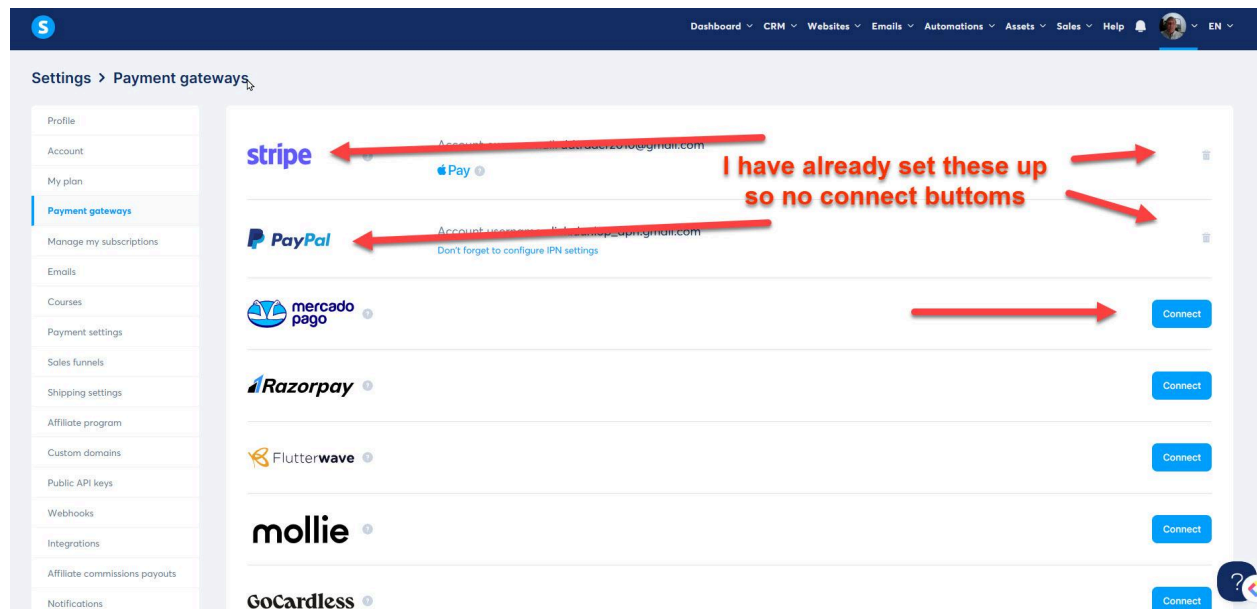 S
Dashboard CRM Websites Emails Automations Assets Sales Help EN
Settings > Payment gateways
Profile
Account
My plan
Payment gateways
Manage my subscriptions
Emails
Courses
Payment settings
Sales funnels
Shipping settings
Affiliate program
Custom domains
Public API keys
Webhooks
Integrations
Affiliate commissions payouts
Notifications
stripe
Account
Pay
I have already set these up
so no connect buttoms
PayPal
Account
Don't forget to configure IPN settings
mercado
pago
Connect
Razorpay
Connect
Flutterwave
Connect
mollie
Connect
GoCardless
Connect
?